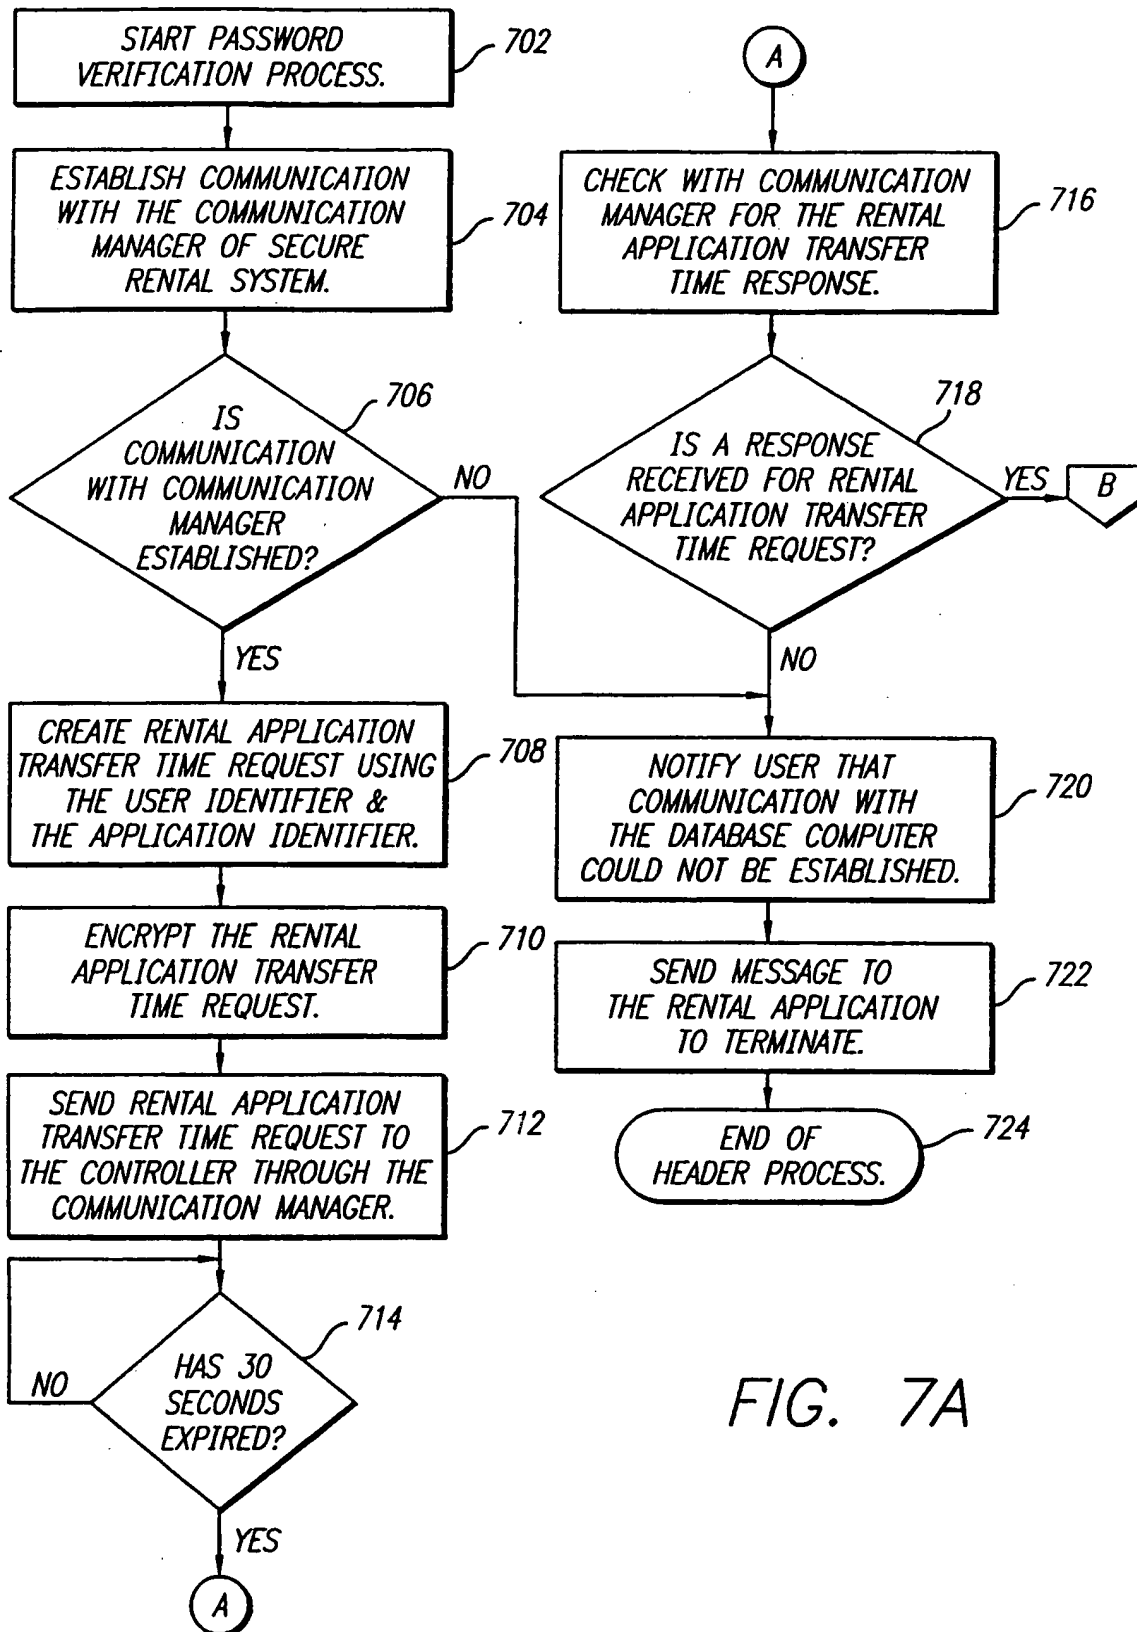 START PASSWORD
VERIFICATION PROCESS.
702
ESTABLISH COMMUNICATION
WITH THE COMMUNICATION
MANAGER OF SECURE
RENTAL SYSTEM.
704
IS
COMMUNICATION
WITH COMMUNICATION
MANAGER
ESTABLISHED?
706
NO
YES
CREATE RENTAL APPLICATION
TRANSFER TIME REQUEST USING
THE USER IDENTIFIER &
THE APPLICATION IDENTIFIER.
708
ENCRYPT THE RENTAL
APPLICATION TRANSFER
TIME REQUEST.
710
SEND RENTAL APPLICATION
TRANSFER TIME REQUEST TO
THE CONTROLLER THROUGH THE
COMMUNICATION MANAGER.
712
HAS 30
SECONDS
EXPIRED?
714
NO
YES
A
A
CHECK WITH COMMUNICATION
MANAGER FOR THE RENTAL
APPLICATION TRANSFER
TIME RESPONSE.
716
IS A RESPONSE
RECEIVED FOR RENTAL
APPLICATION TRANSFER
TIME REQUEST?
718
YES
B
NO
NOTIFY USER THAT
COMMUNICATION WITH
THE DATABASE COMPUTER
COULD NOT BE ESTABLISHED.
720
SEND MESSAGE TO
THE RENTAL APPLICATION
TO TERMINATE.
722
END OF
HEADER PROCESS.
724
FIG. 7A